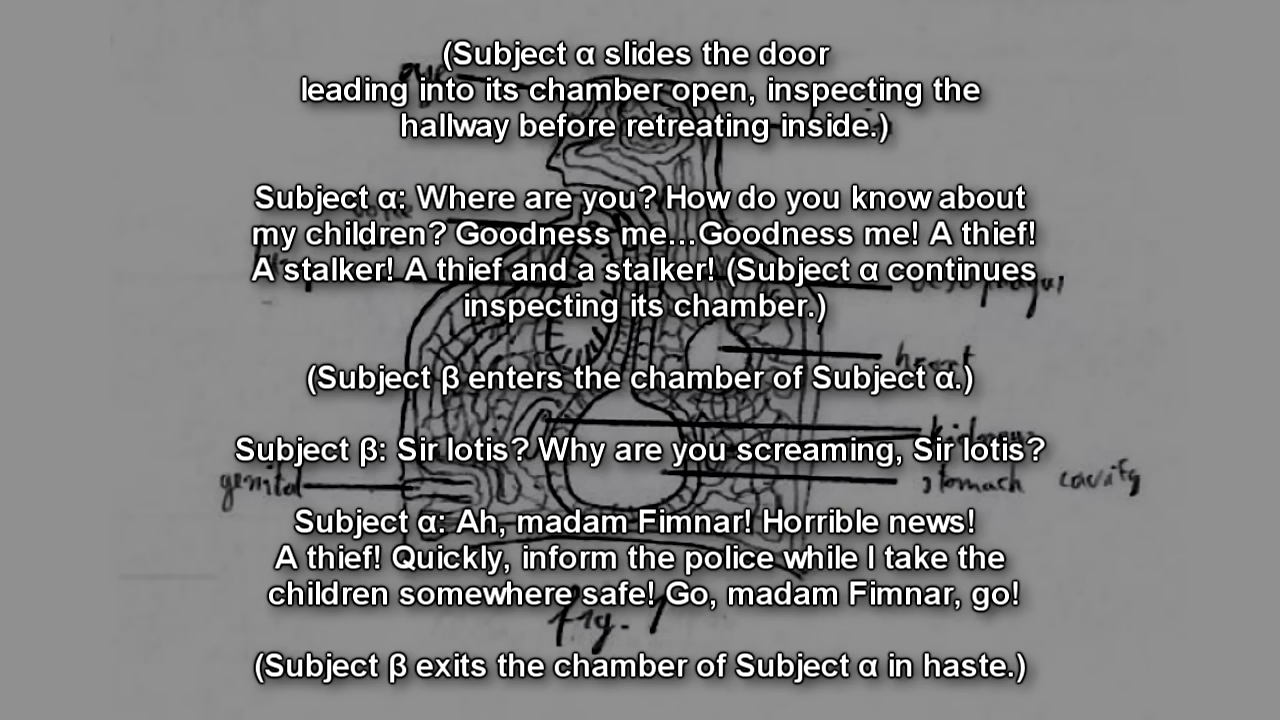 (Subject α slides the door
leading into its chamber open, inspecting the
hallway before retreating inside.)
Subject α: Where are you? How do you know about
my children? Goodness me...Goodness me! A thief!
A stalker! A thief and a stalker! (Subject α continues
inspecting its chamber.)
(Subject β enters the chamber of Subject α.)
Subject β: Sir Iotis? Why are you screaming, Sir Iotis?
Subject α: Ah, madam Fimnar! Horrible news!
A thief! Quickly, inform the police while I take the
children somewhere safe! Go, madam Fimnar, go!
(Subject β exits the chamber of Subject α in haste.)
eye
heart
genital
stomach cavity
fig. 1